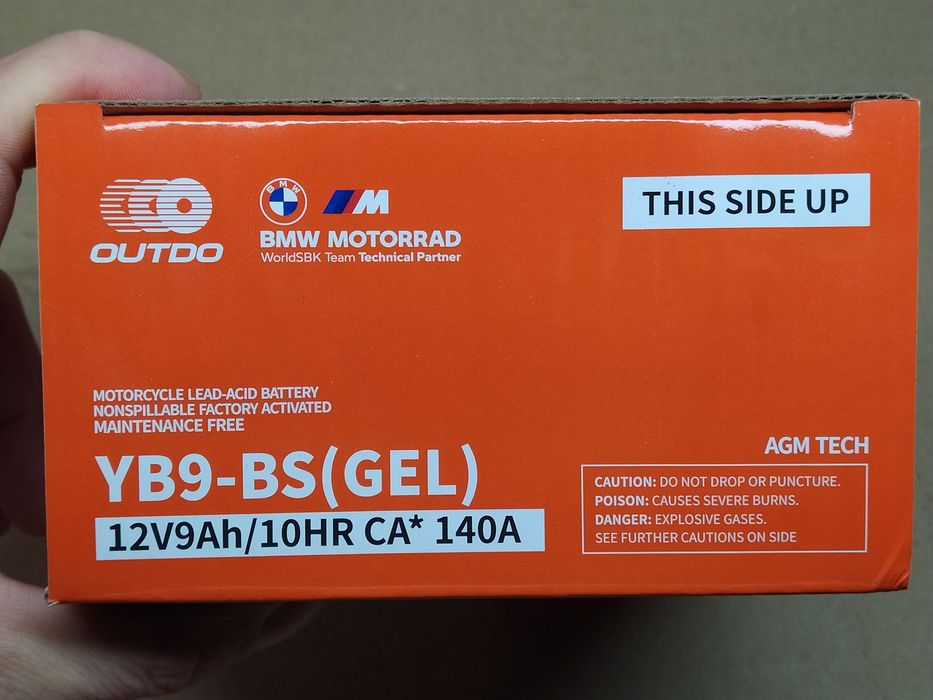 OUTDO
BMW
M
BMW MOTORRAD
WorldSBK Team Technical Partner
THIS SIDE UP
MOTORCYCLE LEAD-ACID BATTERY
NONSPILLABLE FACTORY ACTIVATED
MAINTENANCE FREE
YB9-BS(GEL)
12V9Ah/10HR CA* 140A
AGM TECH
CAUTION: DO NOT DROP OR PUNCTURE.
POISON: CAUSES SEVERE BURNS.
DANGER: EXPLOSIVE GASES.
SEE FURTHER CAUTIONS ON SIDE